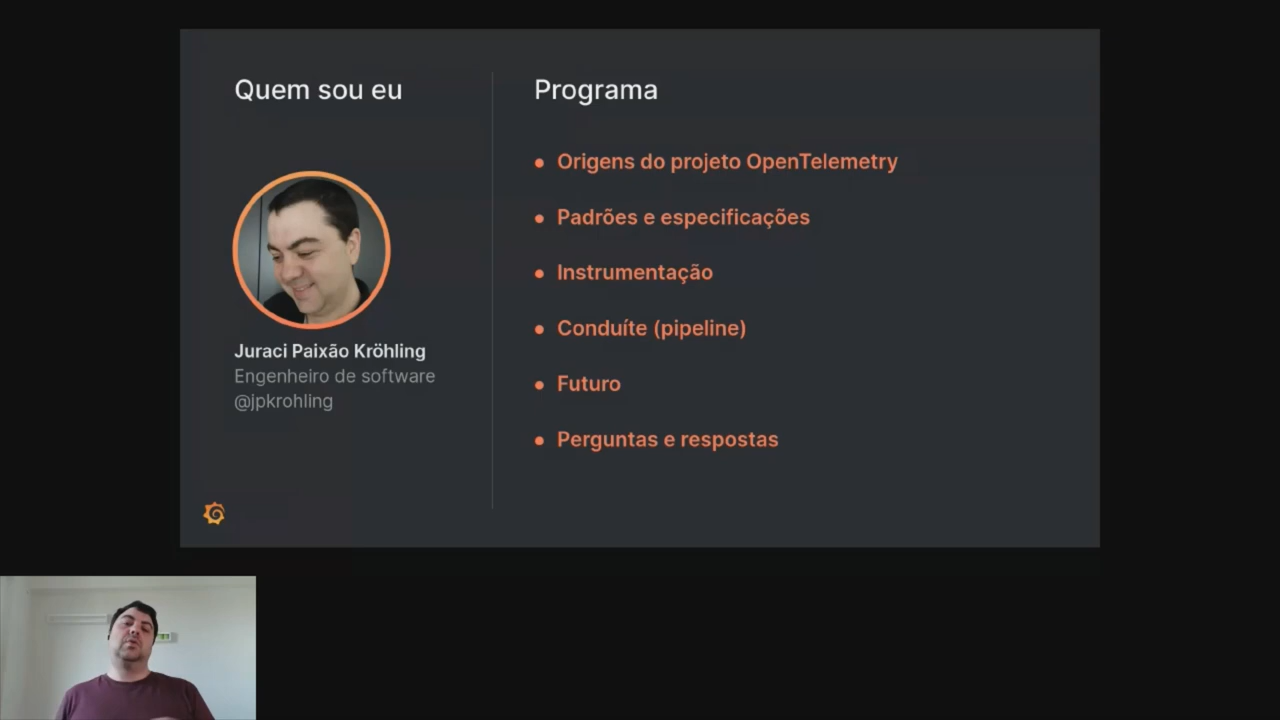 Quem sou eu
Juraci Paixão Kröhling
Engenheiro de software
@jpkrohling
Programa
Origens do projeto OpenTelemetry
Padrões e especificações
Instrumentação
Conduíte (pipeline)
Futuro
Perguntas e respostas